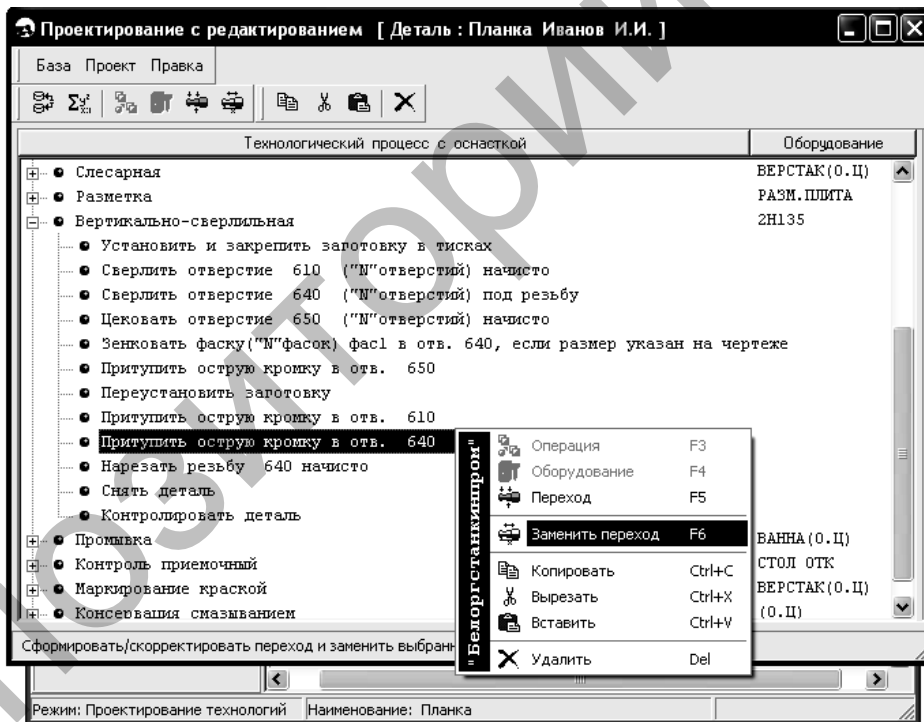 Проектирование с редактированием [ Деталь : Планка Иванов И.И. ]
База Проект Правка
Технологический процесс с оснасткой Оборудование
Слесарная ВЕРСТАК(О.Ц)
Разметка РАЗМ.ПЛИТА
Вертикально-сверлильная 2Н135
Установить и закрепить заготовку в тисках
Сверлить отверстие 610 ("N"отверстий) начисто
Сверлить отверстие 640 ("N"отверстий) под резьбу
Цековать отверстие 650 ("N"отверстий) начисто
Зенковать фаску("N"фасок) фас1 в отв. 640, если размер указан на чертеже
Притупить острую кромку в отв. 650
Переустановить заготовку
Притупить острую кромку в отв. 610
Притупить острую кромку в отв. 640
Нарезать резьбу 640 начисто
Снять деталь
Контролировать деталь
Промывка ВАННА(О.Ц)
Контроль приемочный СТОЛ ОТК
Маркирование краской ВЕРСТАК(О.Ц)
Консервация смазыванием (О.Ц)
"Белоргстанкинпром"
Операция F3
Оборудование F4
Переход F5
Заменить переход F6
Копировать Ctrl+C
Вырезать Ctrl+X
Вставить Ctrl+V
Удалить Del
Сформировать/скорректировать переход и заменить выбранн
Режим: Проектирование технологий Наименование: Планка